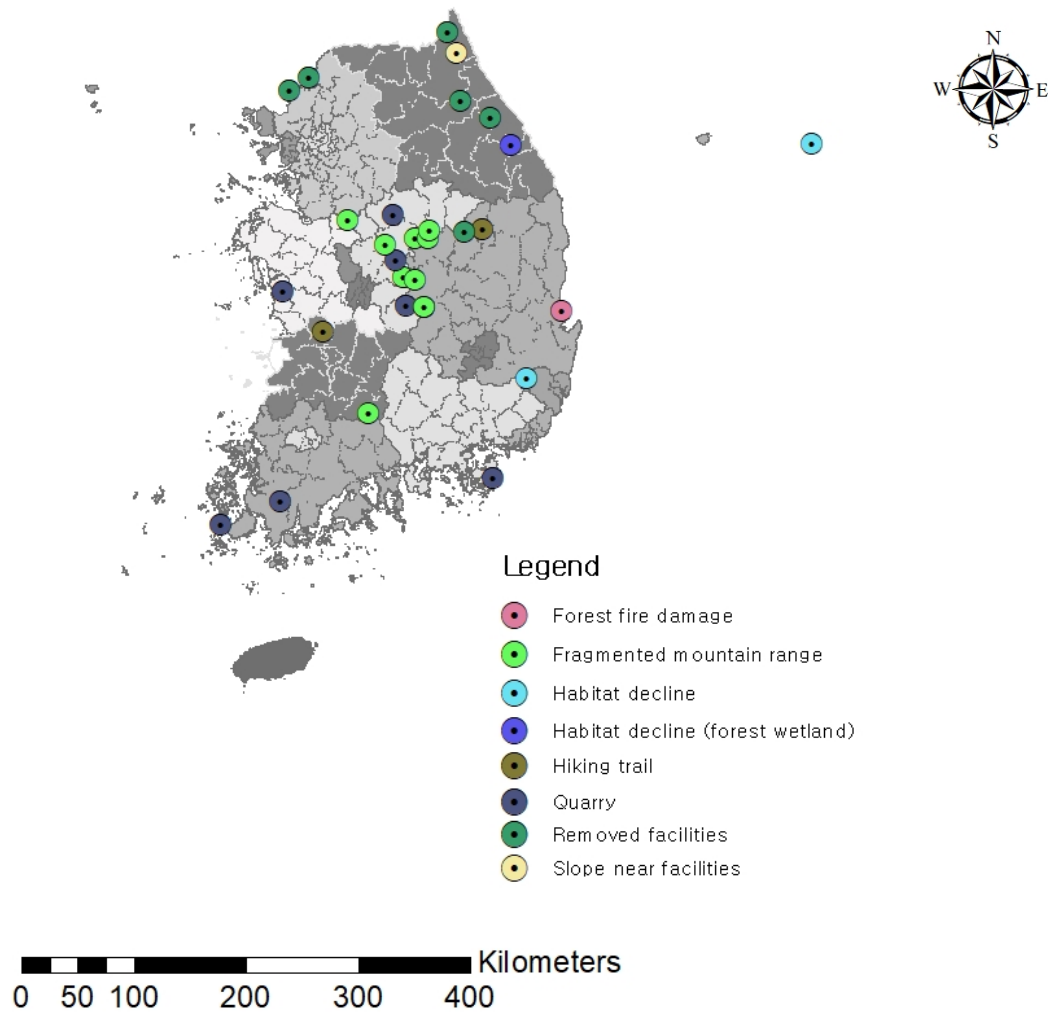 N
W E
S
Legend
Forest fire damage
Fragmented mountain range
Habitat decline
Habitat decline (forest wetland)
Hiking trail
Quarry
Removed facilities
Slope near facilities
Kilometers
0 50 100 200 300 400